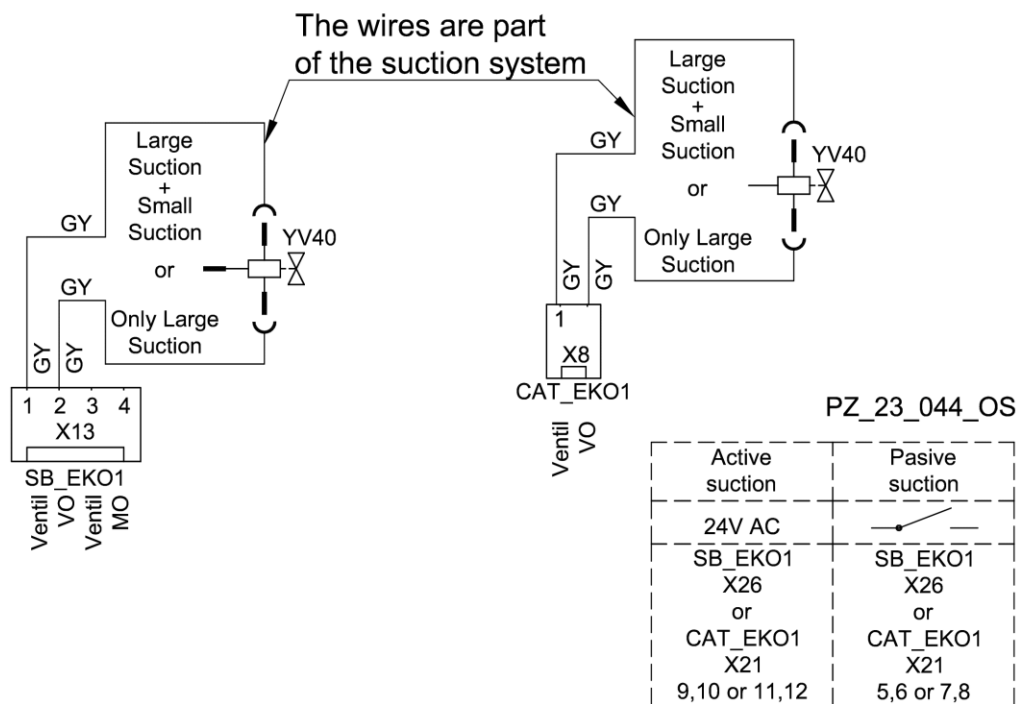 The wires are part
of the suction system
Large
Suction
+
Small
Suction
or
Only Large
Suction
GY
GY
GY
GY
YV40
1 2 3 4
X13
SB_EKO1
Ventil
VO
Ventil
MO
Large
Suction
+
Small
Suction
or
Only Large
Suction
GY
GY
GY
GY
YV40
1
X8
CAT_EKO1
Ventil
VO
PZ_23_044_OS
Active
suction
Pasive
suction
24V AC
SB_EKO1
X26
or
CAT_EKO1
X21
9,10 or 11,12
SB_EKO1
X26
or
CAT_EKO1
X21
5,6 or 7,8